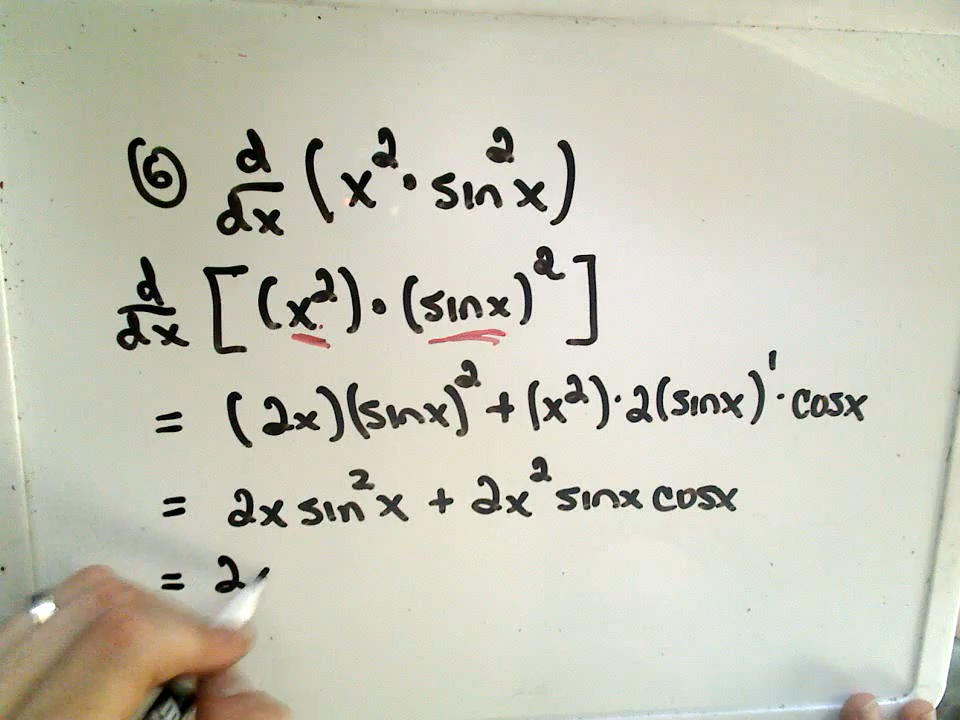 ⑥ d/dx (x² · sin²x)
d/dx [(x²) · (sinx)²]
= (2x)(sinx)² + (x²) · 2(sinx)¹ · cosx
= 2x sin²x + 2x² sinx cosx
= 2